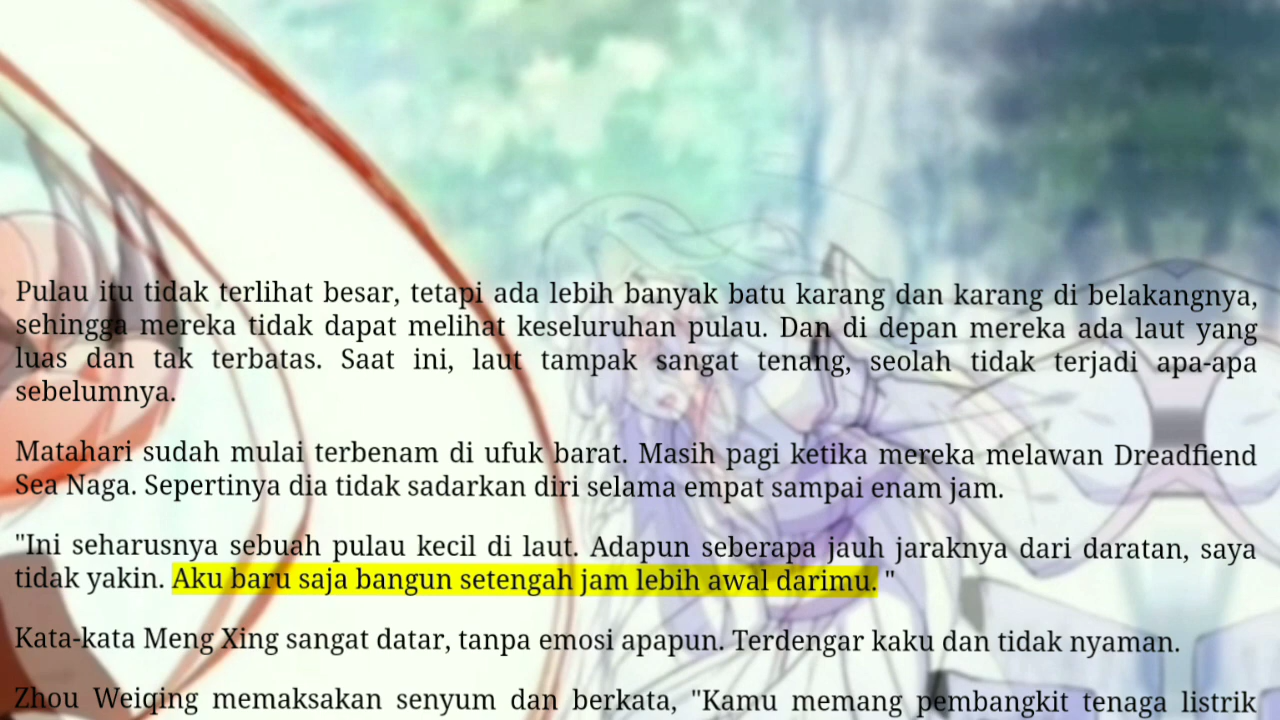 Pulau itu tidak terlihat besar, tetapi ada lebih banyak batu karang dan karang di belakangnya,
sehingga mereka tidak dapat melihat keseluruhan pulau. Dan di depan mereka ada laut yang
luas dan tak terbatas. Saat ini, laut tampak sangat tenang, seolah tidak terjadi apa-apa
sebelumnya.
Matahari sudah mulai terbenam di ufuk barat. Masih pagi ketika mereka melawan Dreadfiend
Sea Naga. Sepertinya dia tidak sadarkan diri selama empat sampai enam jam.
"Ini seharusnya sebuah pulau kecil di laut. Adapun seberapa jauh jaraknya dari daratan, saya
tidak yakin. Aku baru saja bangun setengah jam lebih awal darimu. "
Kata-kata Meng Xing sangat datar, tanpa emosi apapun. Terdengar kaku dan tidak nyaman.
Zhou Weiqing memaksakan senyum dan berkata, "Kamu memang pembangkit tenaga listrik